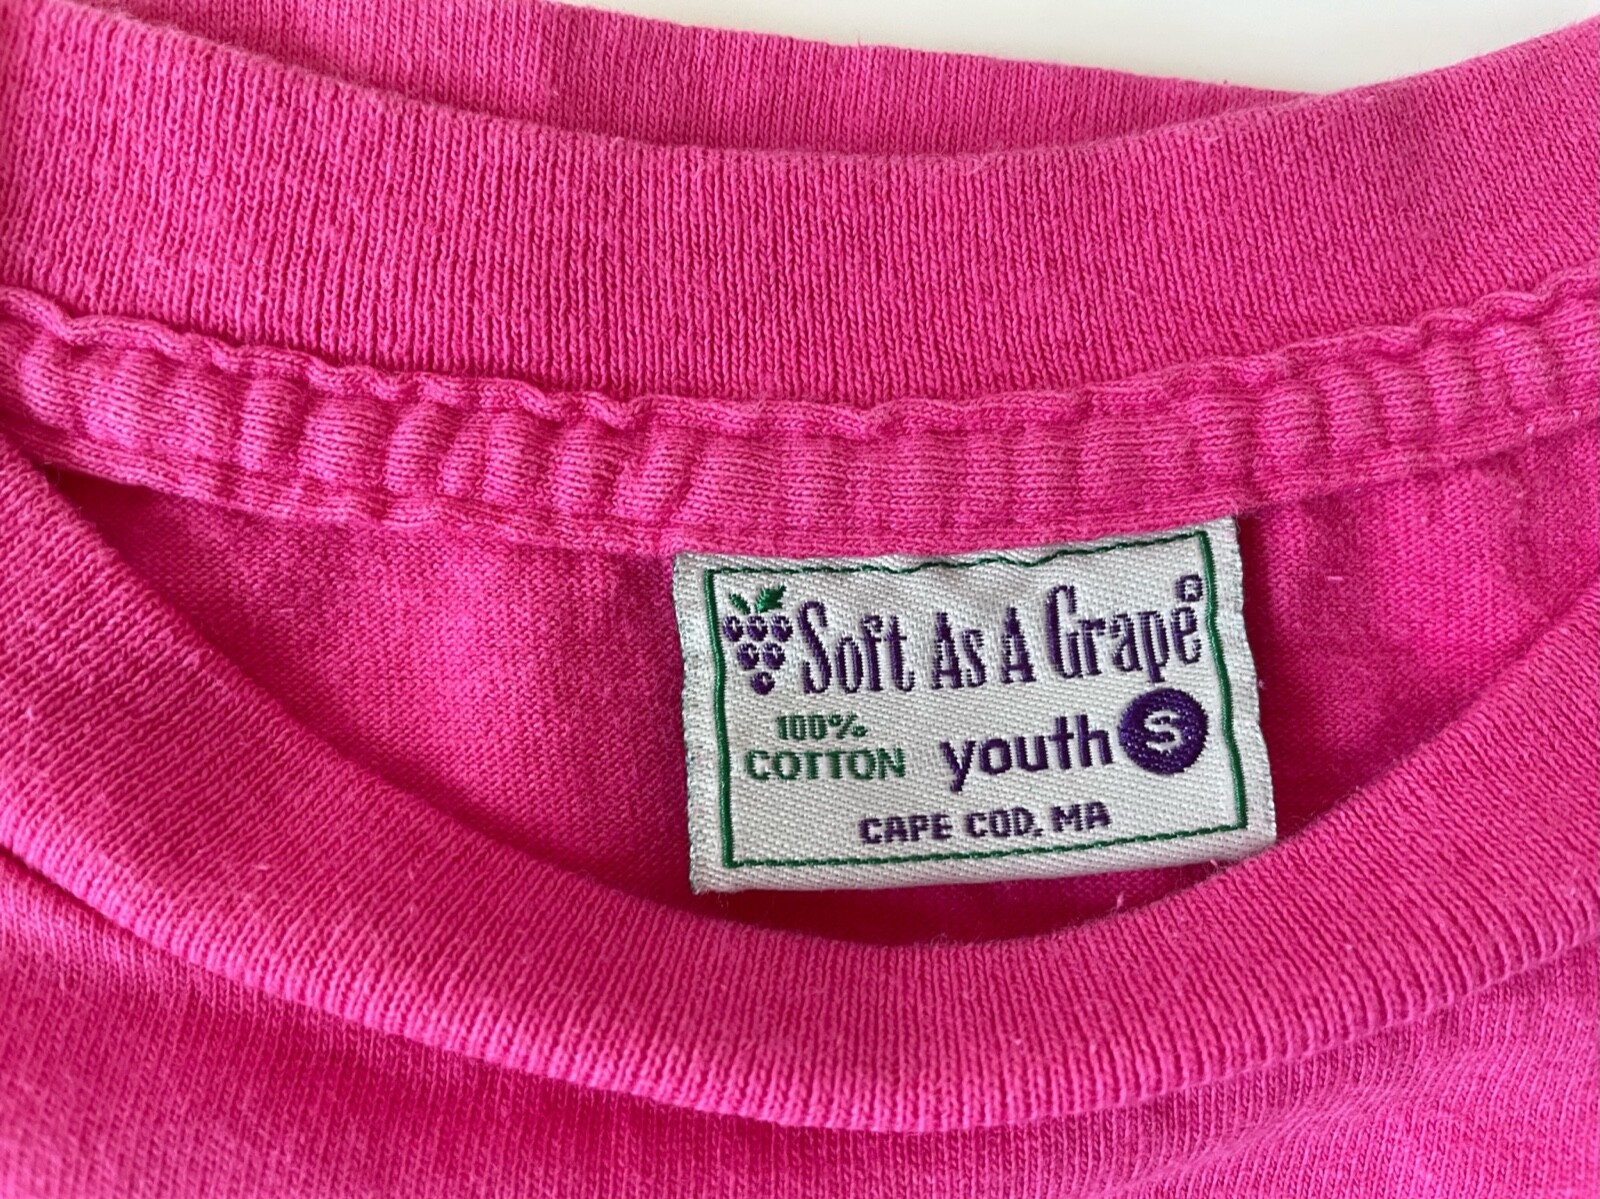 Soft As A Grape®
100%
COTTON
youth S
CAPE COD, MA